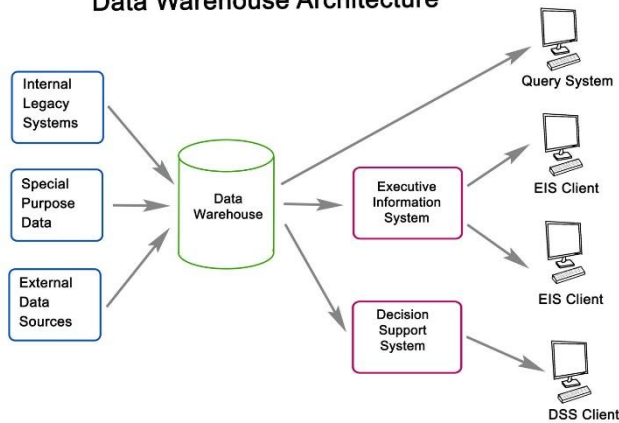 Data Warehouse Architecture
Query System
Internal
Legacy
Systems
EIS Client
Special
Purpose
Data
Data
Warehouse
Executive
Information
System
EIS Client
External
Data
Sources
Decision
Support
System
DSS Client